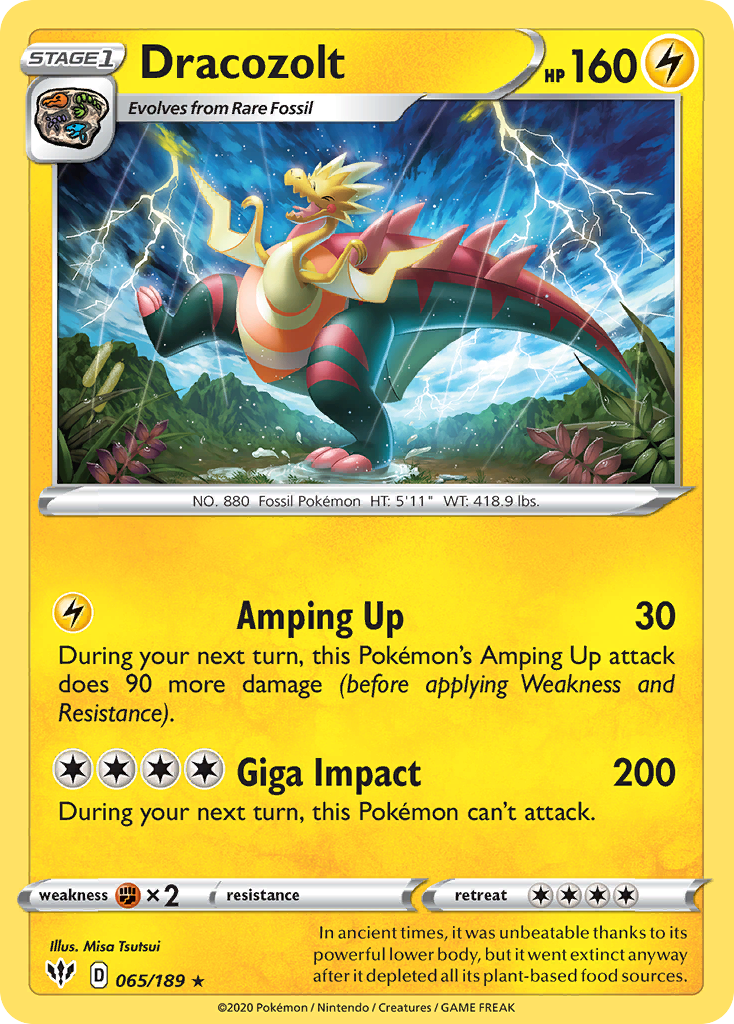 STAGE1
Dracozolt
HP 160
Evolves from Rare Fossil
NO. 880 Fossil Pokémon HT: 5'11" WT: 418.9 lbs.
Amping Up 30
During your next turn, this Pokémon's Amping Up attack
does 90 more damage (before applying Weakness and
Resistance).
Giga Impact 200
During your next turn, this Pokémon can't attack.
weakness ×2 resistance retreat
Illus. Misa Tsutsui
D 065/189 ★
In ancient times, it was unbeatable thanks to its
powerful lower body, but it went extinct anyway
after it depleted all its plant-based food sources.
©2020 Pokémon / Nintendo / Creatures / GAME FREAK